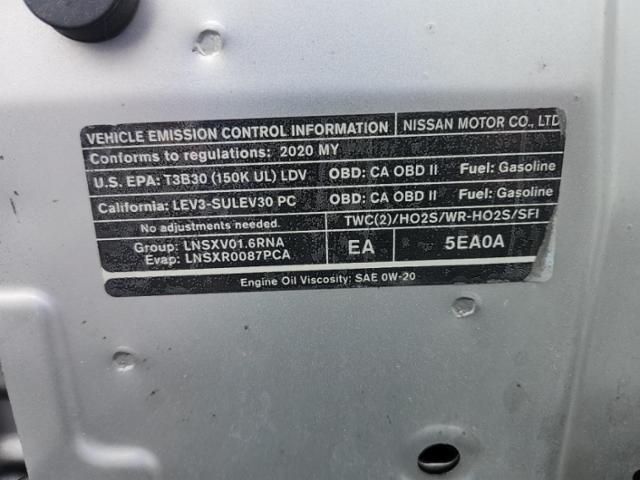 VEHICLE EMISSION CONTROL INFORMATION NISSAN MOTOR CO., LTD
Conforms to regulations: 2020 MY
U.S. EPA: T3B30 (150K UL) LDV OBD: CA OBD II Fuel: Gasoline
California: LEV3-SULEV30 PC OBD: CA OBD II Fuel: Gasoline
No adjustments needed. TWC(2)/HO2S/WR-HO2S/SFI
Group: LNSXV01.6RNA
Evap: LNSXR0087PCA
EA 5EA0A
Engine Oil Viscosity: SAE 0W-20